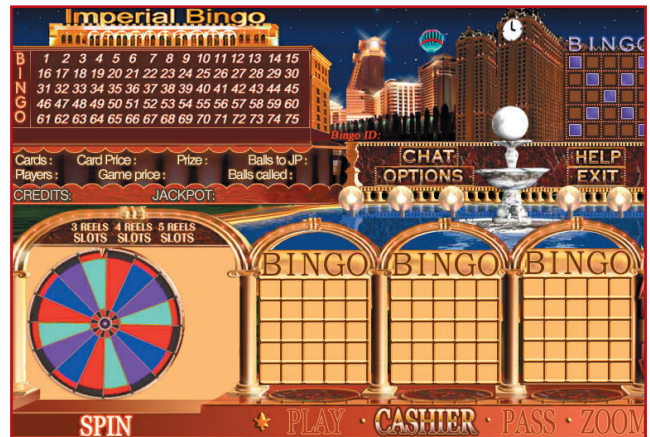 Imperial Bingo
B 1 2 3 4 5 6 7 8 9 10 11 12 13 14 15
I 16 17 18 19 20 21 22 23 24 25 26 27 28 29 30
N 31 32 33 34 35 36 37 38 39 40 41 42 43 44 45
G 46 47 48 49 50 51 52 53 54 55 56 57 58 59 60
O 61 62 63 64 65 66 67 68 69 70 71 72 73 74 75
BINGO
Bingo ID:
Cards : Card Price : Prize : Balls to JP :
Players : Game price : Balls called :
CREDITS: JACKPOT:
CHAT HELP
OPTIONS EXIT
3 REELS 4 REELS 5 REELS
SLOTS SLOTS SLOTS
BINGO BINGO BINGO
SPIN PLAY · CASHIER · PASS · ZOOM